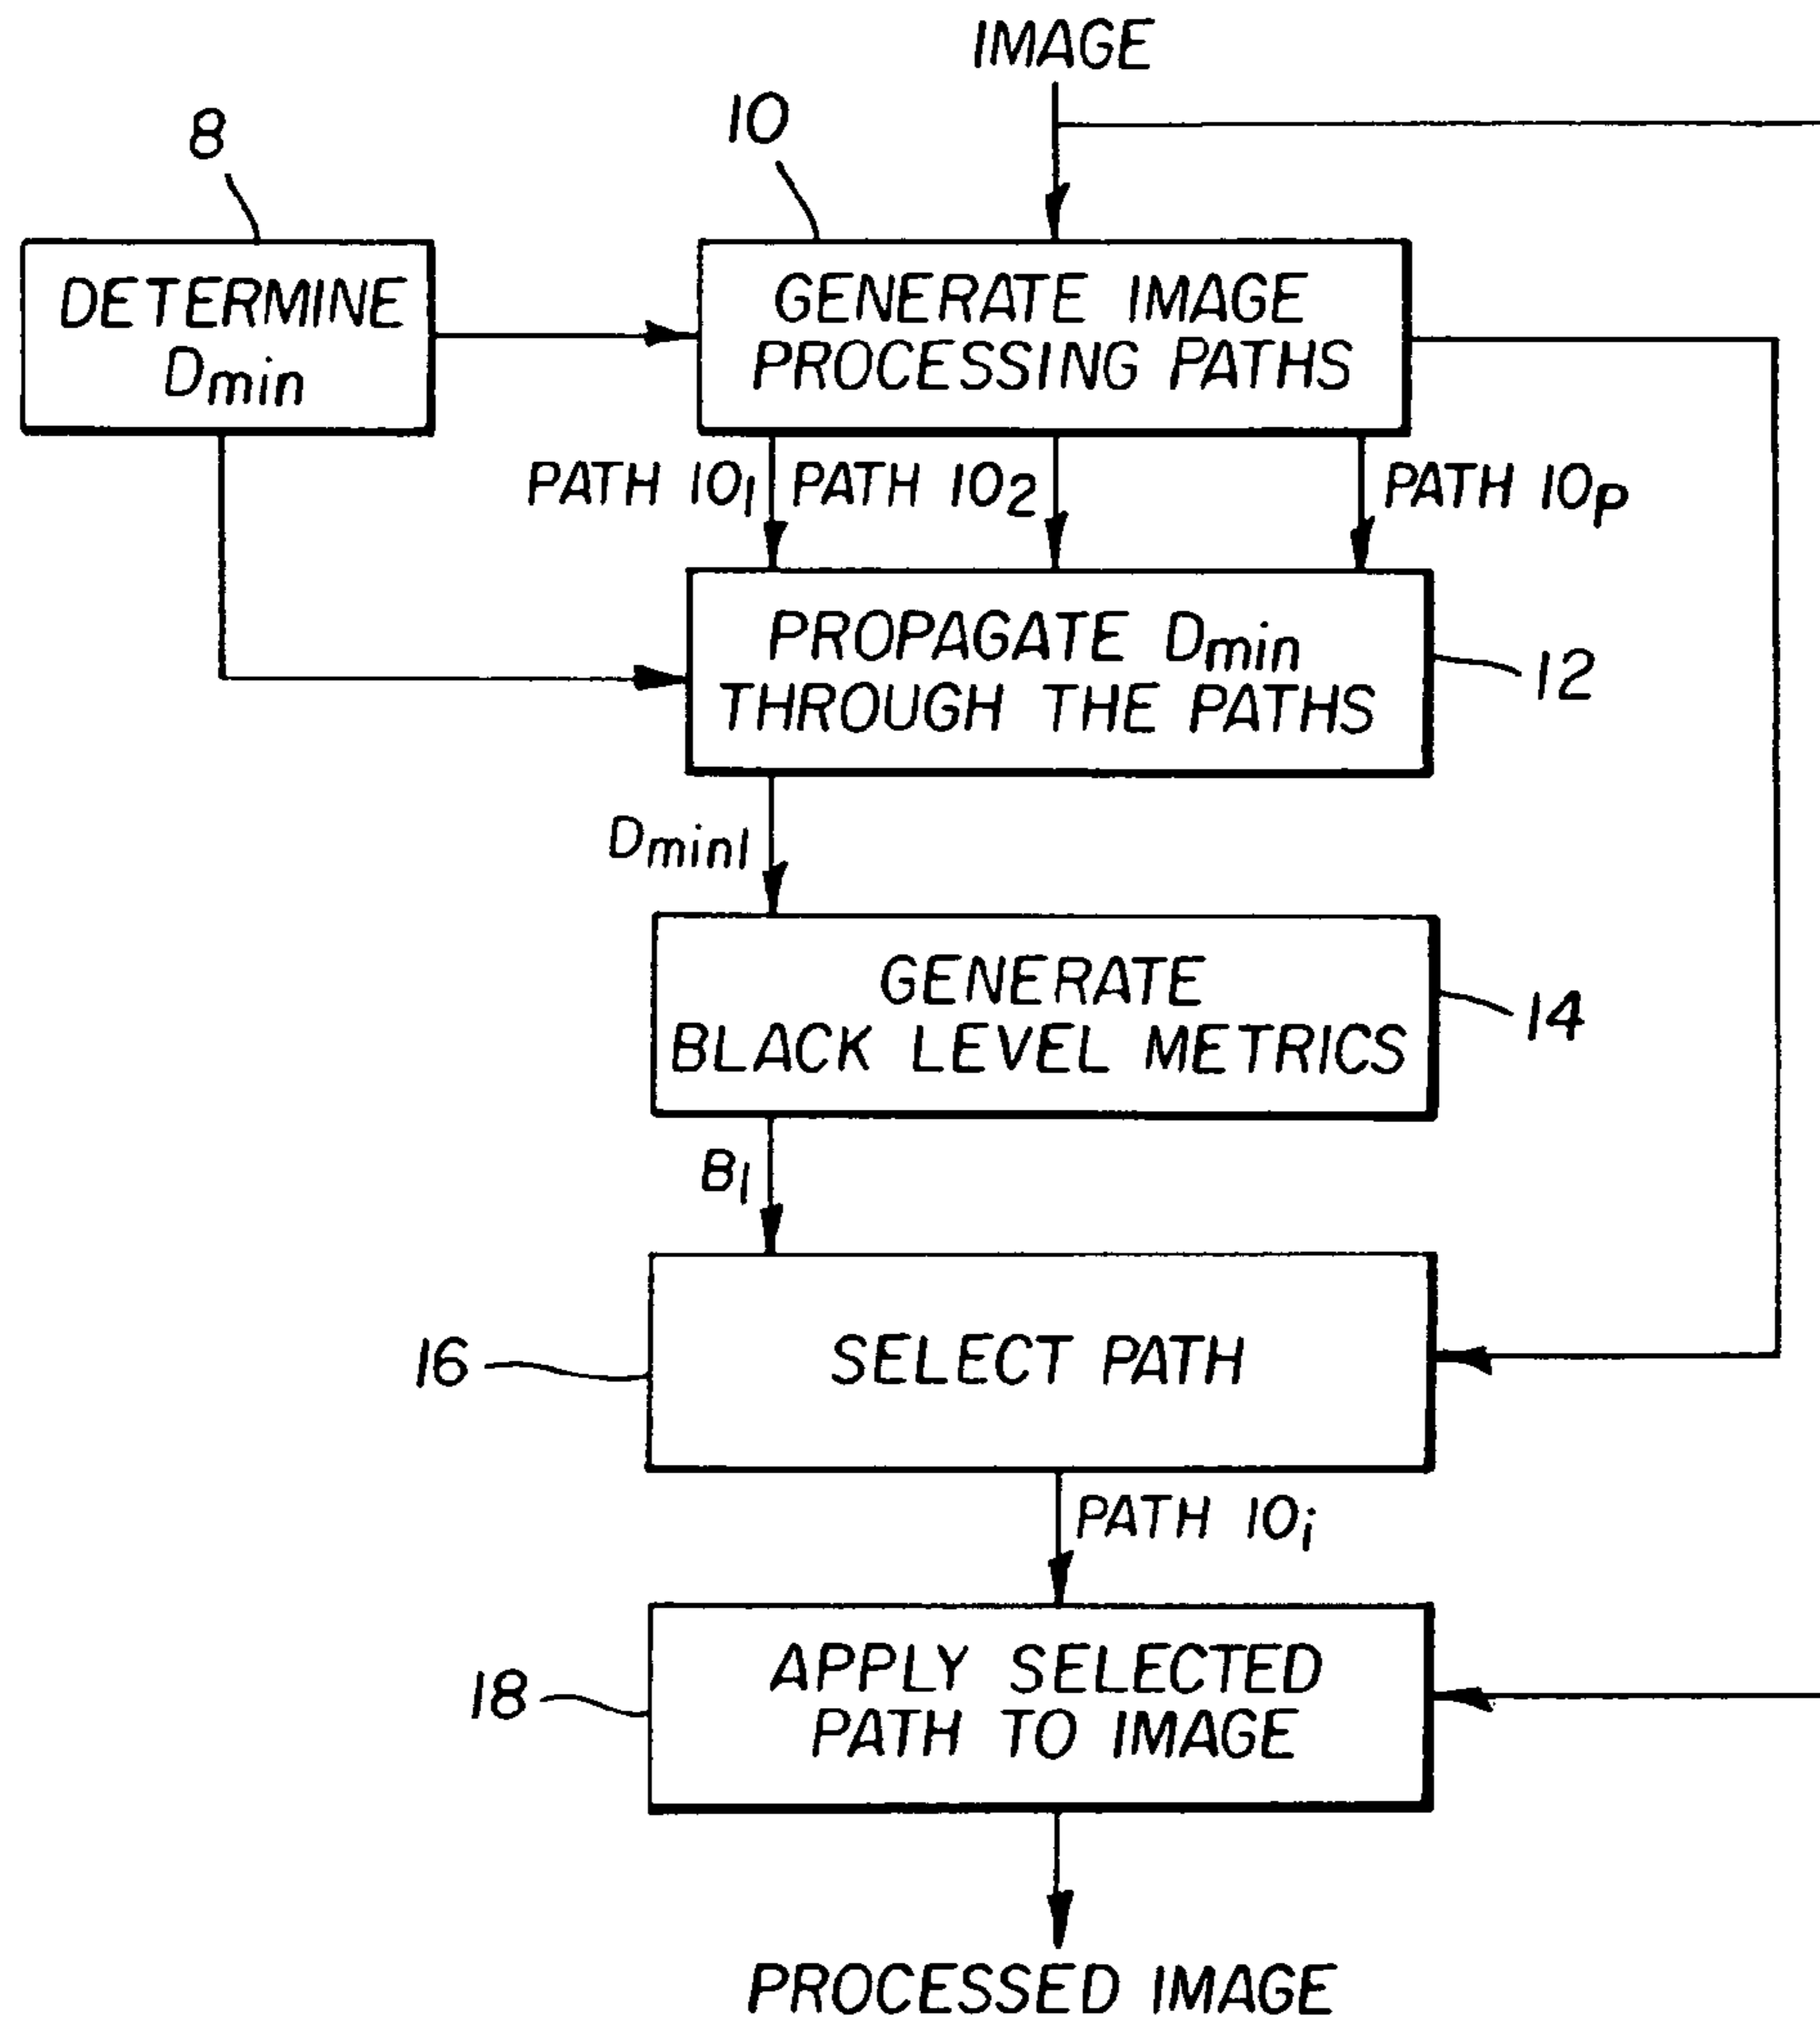 IMAGE
8
10
DETERMINE
Dmin
GENERATE IMAGE
PROCESSING PATHS
PATH 10₁
PATH 10₂
PATH 10ₚ
PROPAGATE Dmin
THROUGH THE PATHS
12
Dmin1
GENERATE
BLACK LEVEL METRICS
14
B₁
SELECT PATH
16
PATH 10ᵢ
APPLY SELECTED
PATH TO IMAGE
18
PROCESSED IMAGE